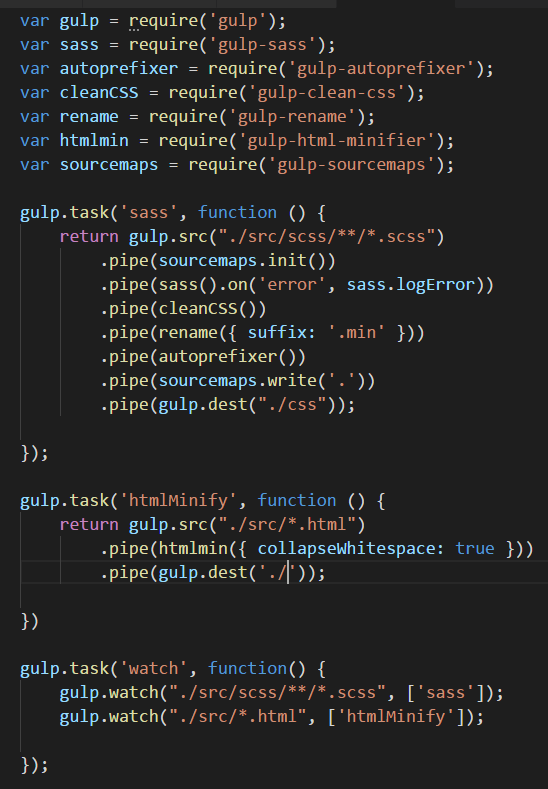 var gulp = require('gulp');
var sass = require('gulp-sass');
var autoprefixer = require('gulp-autoprefixer');
var cleanCSS = require('gulp-clean-css');
var rename = require('gulp-rename');
var htmlmin = require('gulp-html-minifier');
var sourcemaps = require('gulp-sourcemaps');
gulp.task('sass', function () {
    return gulp.src("./src/scss/**/*.scss")
        .pipe(sourcemaps.init())
        .pipe(sass().on('error', sass.logError))
        .pipe(cleanCSS())
        .pipe(rename({ suffix: '.min' }))
        .pipe(autoprefixer())
        .pipe(sourcemaps.write('.'))
        .pipe(gulp.dest("./css"));
});
gulp.task('htmlMinify', function () {
    return gulp.src("./src/*.html")
        .pipe(htmlmin({ collapseWhitespace: true }))
        .pipe(gulp.dest('./'));
})
gulp.task('watch', function() {
    gulp.watch("./src/scss/**/*.scss", ['sass']);
    gulp.watch("./src/*.html", ['htmlMinify']);
});